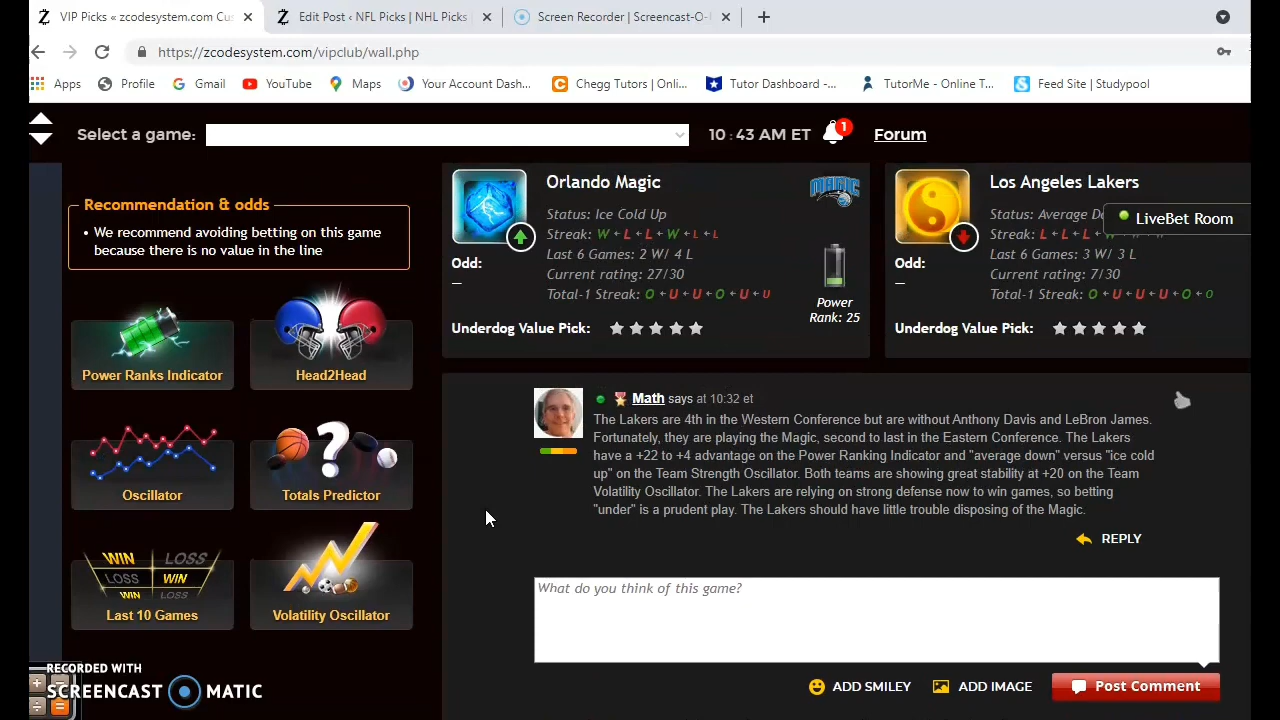 VIP Picks « zcodesystem.com Cus
Edit Post ‹ NFL Picks | NHL Picks
Screen Recorder | Screencast-O-
https://zcodesystem.com/vipclub/wall.php
Apps
Profile
Gmail
YouTube
Maps
Your Account Dash...
Chegg Tutors | Onli...
Tutor Dashboard -...
TutorMe - Online T...
Feed Site | Studypool
Select a game:
10:43 AM ET
1
Forum
Recommendation & odds
• We recommend avoiding betting on this game
because there is no value in the line
Power Ranks Indicator
Head2Head
Oscillator
Totals Predictor
WIN LOSS
LOSS WIN
WIN LOSS
Last 10 Games
Volatility Oscillator
Orlando Magic
MAGIC
Status: Ice Cold Up
Streak: W ← L ← L ← W ← L ← L
Last 6 Games: 2 W/ 4 L
Current rating: 27/30
Total-1 Streak: O ← U ← U ← O ← U ← U
Odd:
—
Power
Rank: 25
Underdog Value Pick:
Los Angeles Lakers
Status: Average D
LiveBet Room
Streak: L ← L ← L ←
Last 6 Games: 3 W/ 3 L
Current rating: 7/30
Total-1 Streak: O ← U ← U ← U ← O ← O
Odd:
—
Underdog Value Pick:
Math says at 10:32 et
The Lakers are 4th in the Western Conference but are without Anthony Davis and LeBron James.
Fortunately, they are playing the Magic, second to last in the Eastern Conference. The Lakers
have a +22 to +4 advantage on the Power Ranking Indicator and "average down" versus "ice cold
up" on the Team Strength Oscillator. Both teams are showing great stability at +20 on the Team
Volatility Oscillator. The Lakers are relying on strong defense now to win games, so betting
"under" is a prudent play. The Lakers should have little trouble disposing of the Magic.
REPLY
What do you think of this game?
ADD SMILEY
ADD IMAGE
Post Comment
RECORDED WITH
SCREENCAST MATIC